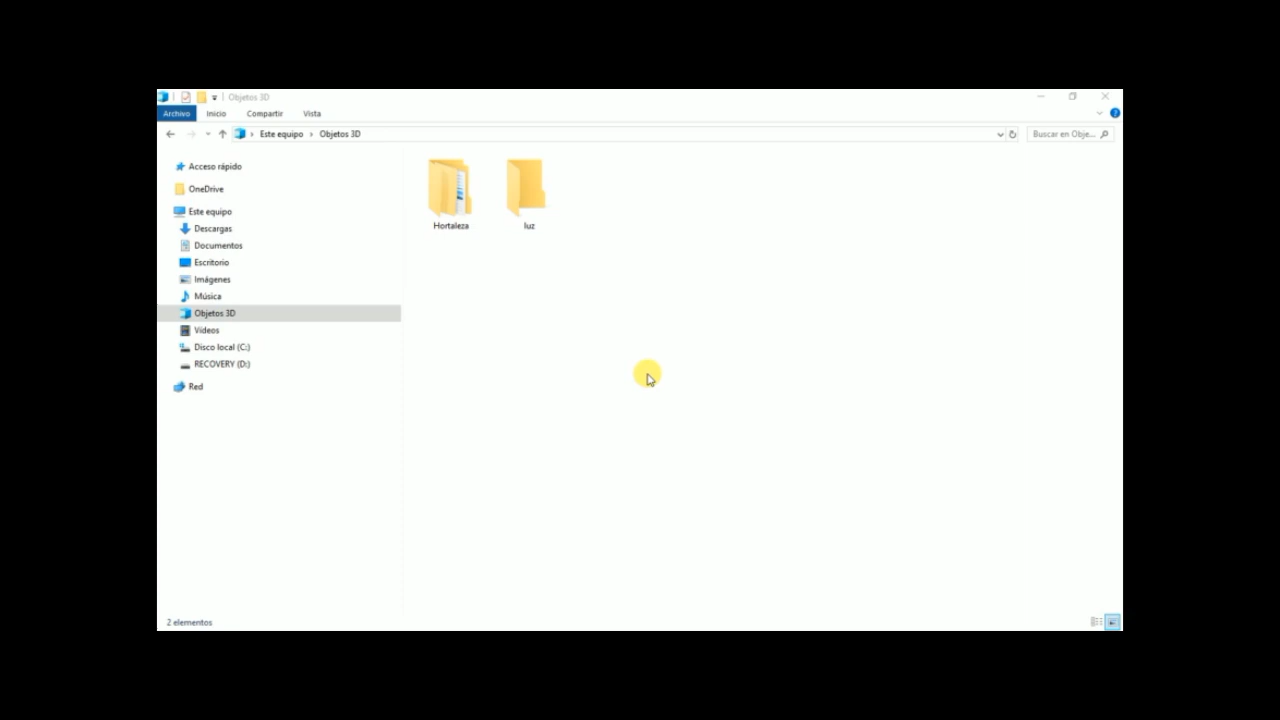 Objetos 3D
Archivo Inicio Compartir Vista
Este equipo Objetos 3D Buscar en Obje...
Acceso rápido
OneDrive
Este equipo
Descargas
Documentos
Escritorio
Imágenes
Música
Objetos 3D
Vídeos
Disco local (C:)
RECOVERY (D:)
Red
Hortaleza luz
2 elementos